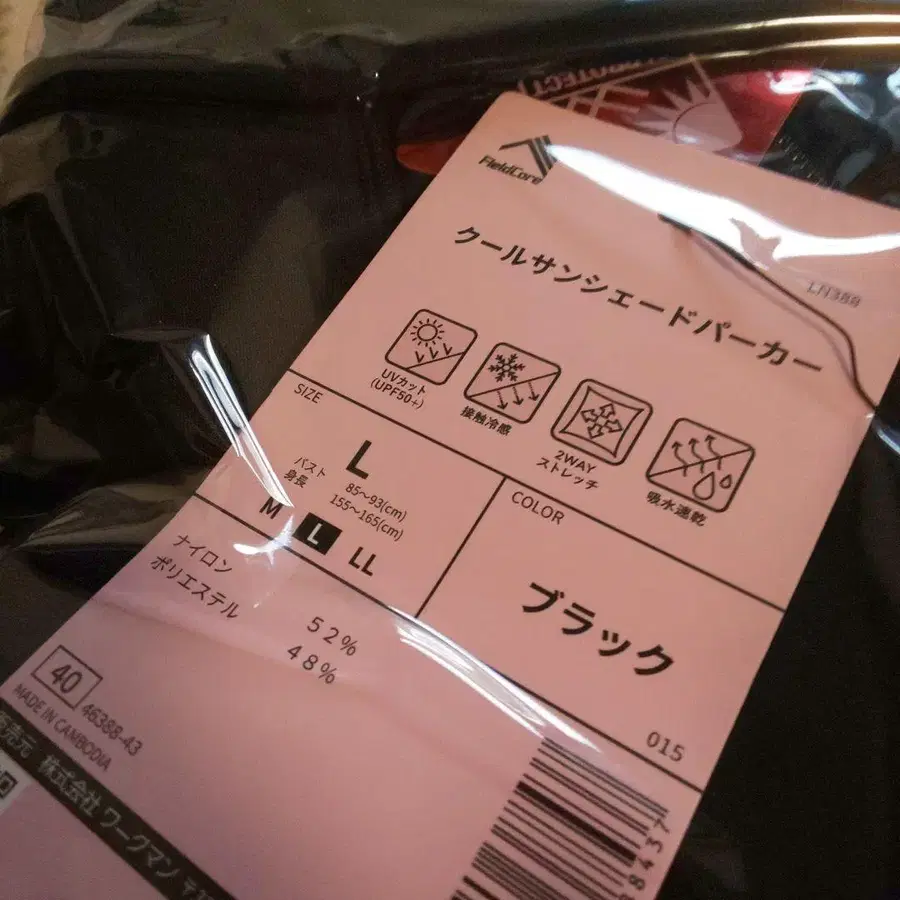 FieldCore
クールサンシェードパーカー
LN388
UVカット
(UPF50+)
接触冷感
2WAY
ストレッチ
吸水速乾
SIZE
L
バスト 85～93(cm)
身長 155～165(cm)
M L LL
COLOR
ブラック
015
ナイロン 52%
ポリエステル 48%
40 46388-43
MADE IN CAMBODIA
株式会社 ワークマン
8437